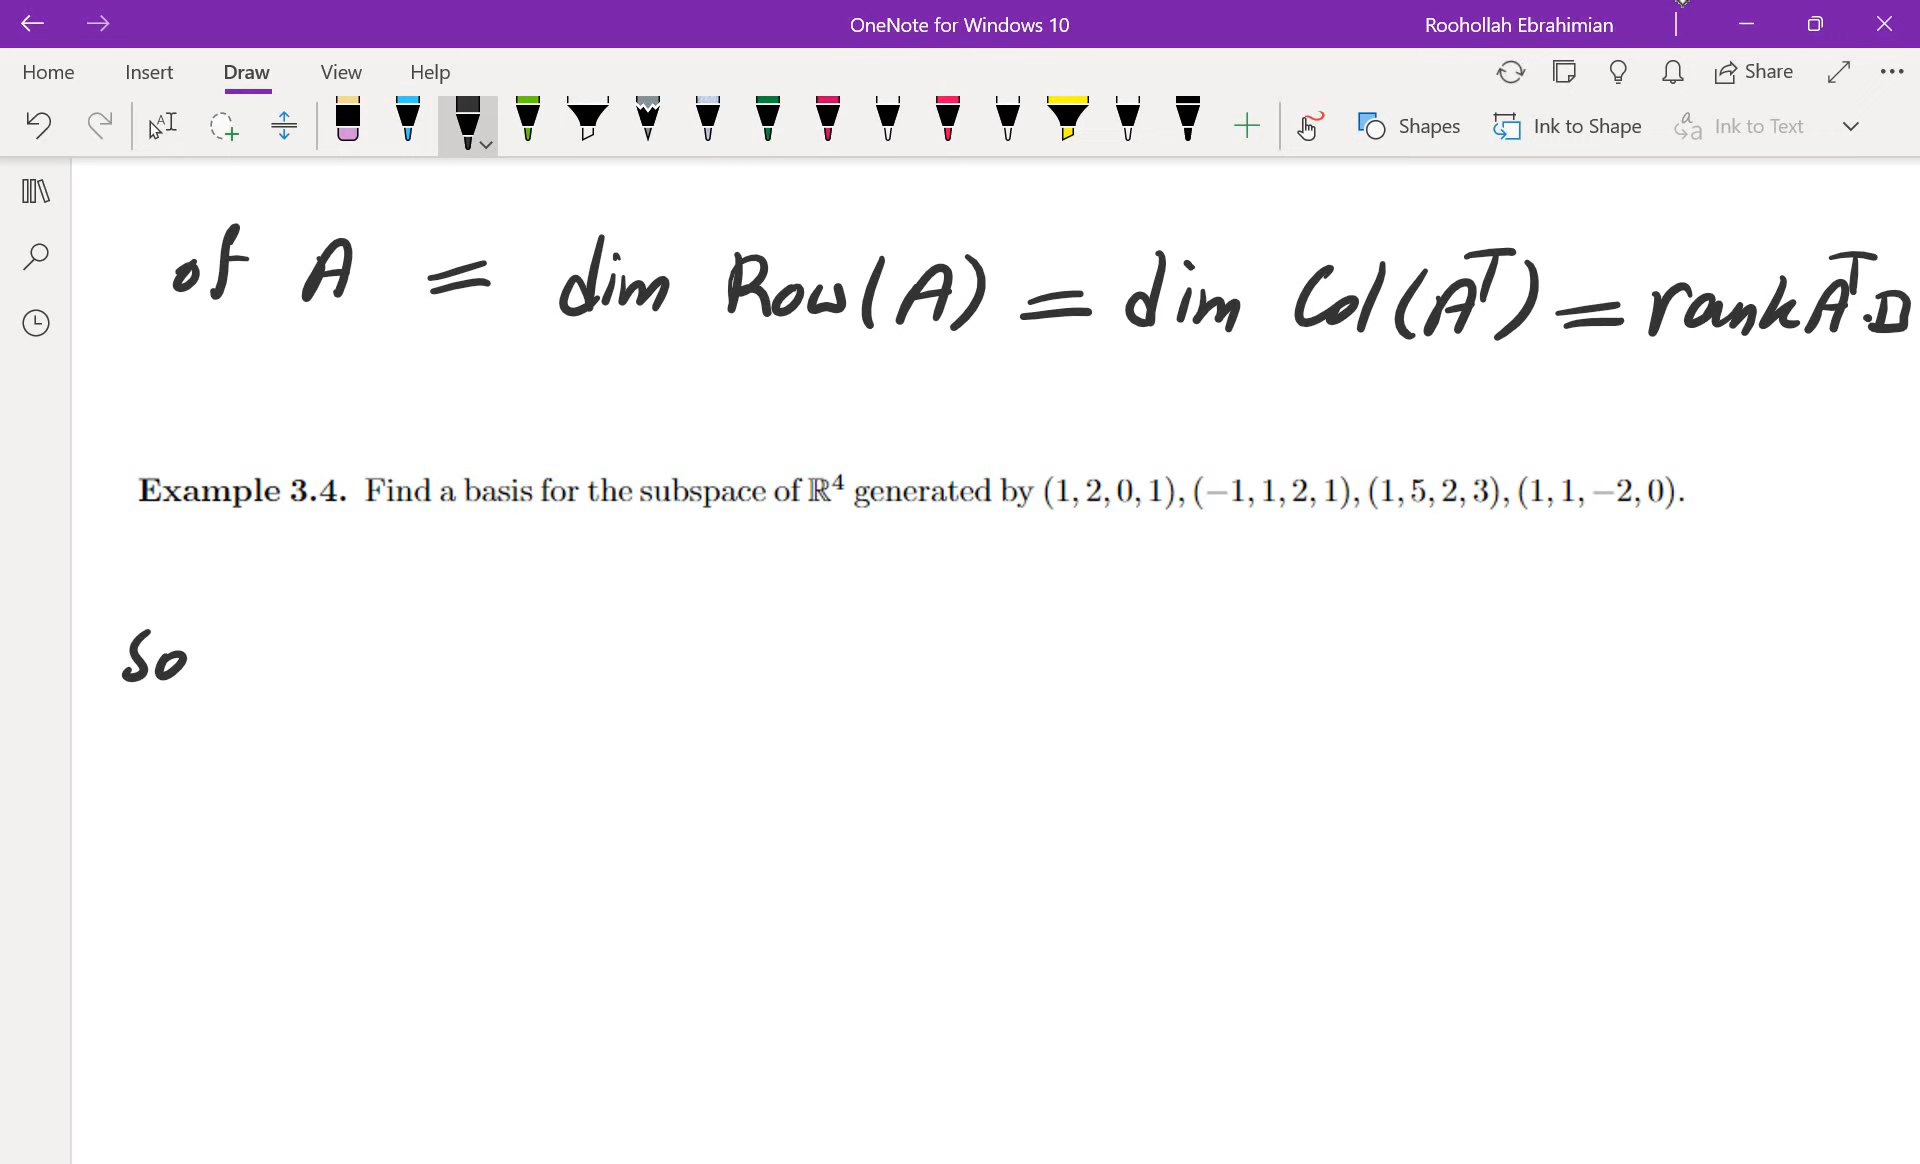 OneNote for Windows 10
Roohollah Ebrahimian
Home Insert Draw View Help
Share
Shapes Ink to Shape Ink to Text
of A = dim Row(A) = dim Col(A^T) = rank A^T. □
Example 3.4. Find a basis for the subspace of ℝ⁴ generated by (1, 2, 0, 1), (−1, 1, 2, 1), (1, 5, 2, 3), (1, 1, −2, 0).
So